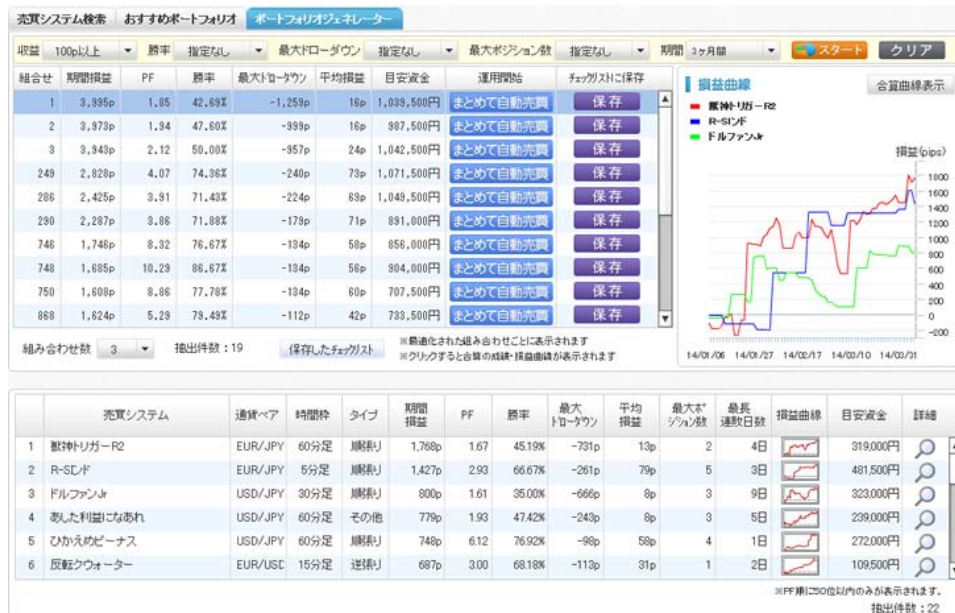 売買システム検索 おすすめポートフォリオ ポートフォリオジェネレーター
収益 100p以上 勝率 指定なし 最大ドローダウン 指定なし 最大ポジション数 指定なし 期間 3ヶ月間 スタート クリア
組合せ 期間損益 PF 勝率 最大ドローダウン 平均損益 目安資金 運用開始 チェックリストに保存
1 3,995p 1.85 42.69% -1,259p 16p 1,039,500円 まとめて自動売買 保存
2 3,973p 1.94 47.60% -999p 16p 987,500円 まとめて自動売買 保存
3 3,943p 2.12 50.00% -957p 24p 1,042,500円 まとめて自動売買 保存
249 2,828p 4.07 74.36% -240p 73p 1,071,500円 まとめて自動売買 保存
286 2,425p 3.91 71.43% -224p 69p 1,049,500円 まとめて自動売買 保存
290 2,287p 3.86 71.88% -179p 71p 891,000円 まとめて自動売買 保存
746 1,746p 8.32 76.67% -134p 58p 856,000円 まとめて自動売買 保存
748 1,685p 10.29 86.67% -134p 56p 904,000円 まとめて自動売買 保存
750 1,608p 8.86 77.78% -134p 60p 707,500円 まとめて自動売買 保存
868 1,624p 5.29 79.49% -112p 42p 733,500円 まとめて自動売買 保存
組み合わせ数 3 抽出件数：19 保存したチェックリスト
※最適化された組み合わせごとに表示されます
※クリックすると合算の成績・損益曲線が表示されます
損益曲線 合算曲線表示
獣神トリガーR2
R-SIンド
ドルファンJr
損益(pips)
1800
1600
1400
1200
1000
800
600
400
200
0
-200
14/01/06 14/01/27 14/02/17 14/03/10 14/03/31
売買システム 通貨ペア 時間枠 タイプ 期間損益 PF 勝率 最大ドローダウン 平均損益 最大ポジション数 最長連敗日数 損益曲線 目安資金 詳細
1 獣神トリガーR2 EUR/JPY 60分足 順張り 1,768p 1.67 45.19% -731p 13p 2 4日 319,000円
2 R-SIンド EUR/JPY 5分足 順張り 1,427p 2.93 66.67% -261p 79p 5 3日 481,500円
3 ドルファンJr USD/JPY 30分足 順張り 800p 1.61 35.00% -666p 8p 3 9日 323,000円
4 あした利益になあれ USD/JPY 60分足 その他 779p 1.93 47.42% -243p 8p 3 5日 239,000円
5 ひかえめビーナス USD/JPY 60分足 順張り 748p 6.12 76.92% -98p 58p 4 1日 272,000円
6 反転クウォーター EUR/USD 15分足 逆張り 687p 3.00 68.18% -113p 31p 1 2日 109,500円
※PF順に50位以内のみが表示されます。
抽出件数：22